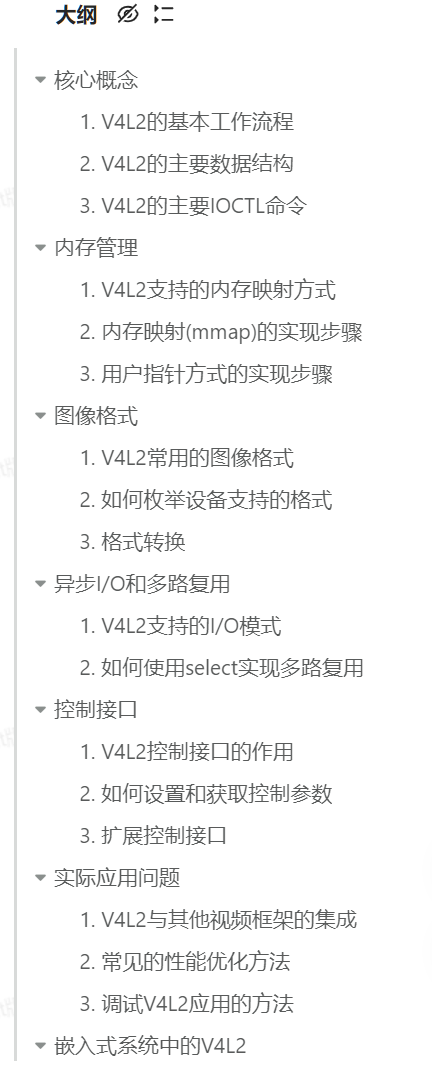 大纲
核心概念
1. V4L2的基本工作流程
2. V4L2的主要数据结构
3. V4L2的主要IOCTL命令
内存管理
1. V4L2支持的内存映射方式
2. 内存映射(mmap)的实现步骤
3. 用户指针方式的实现步骤
图像格式
1. V4L2常用的图像格式
2. 如何枚举设备支持的格式
3. 格式转换
异步I/O和多路复用
1. V4L2支持的I/O模式
2. 如何使用select实现多路复用
控制接口
1. V4L2控制接口的作用
2. 如何设置和获取控制参数
3. 扩展控制接口
实际应用问题
1. V4L2与其他视频框架的集成
2. 常见的性能优化方法
3. 调试V4L2应用的方法
嵌入式系统中的V4L2